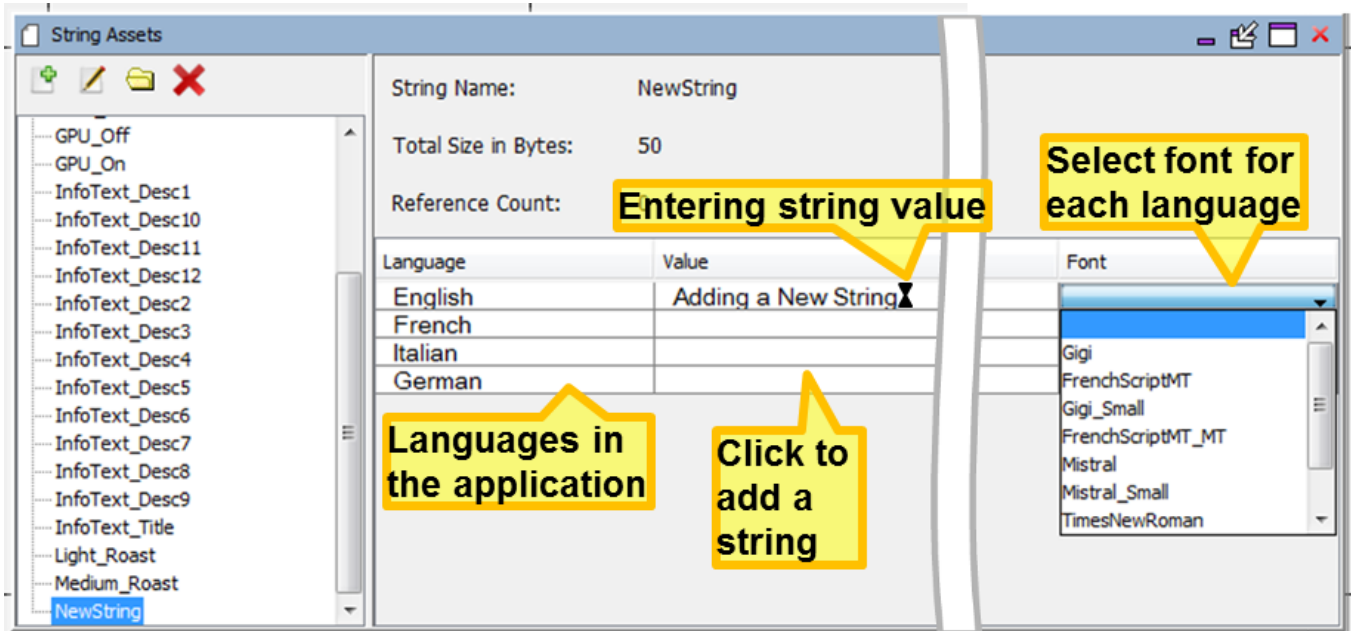 String Assets
GPU_Off
GPU_On
InfoText_Desc1
InfoText_Desc10
InfoText_Desc11
InfoText_Desc12
InfoText_Desc2
InfoText_Desc3
InfoText_Desc4
InfoText_Desc5
InfoText_Desc6
InfoText_Desc7
InfoText_Desc8
InfoText_Desc9
InfoText_Title
Light_Roast
Medium_Roast
NewString
String Name: NewString
Total Size in Bytes: 50
Reference Count:
Entering string value
Select font for
each language
Language Value Font
English Adding a New String
French
Italian
German
Gigi
FrenchScriptMT
Gigi_Small
FrenchScriptMT_MT
Mistral
Mistral_Small
TimesNewRoman
Languages in
the application
Click to
add a
string